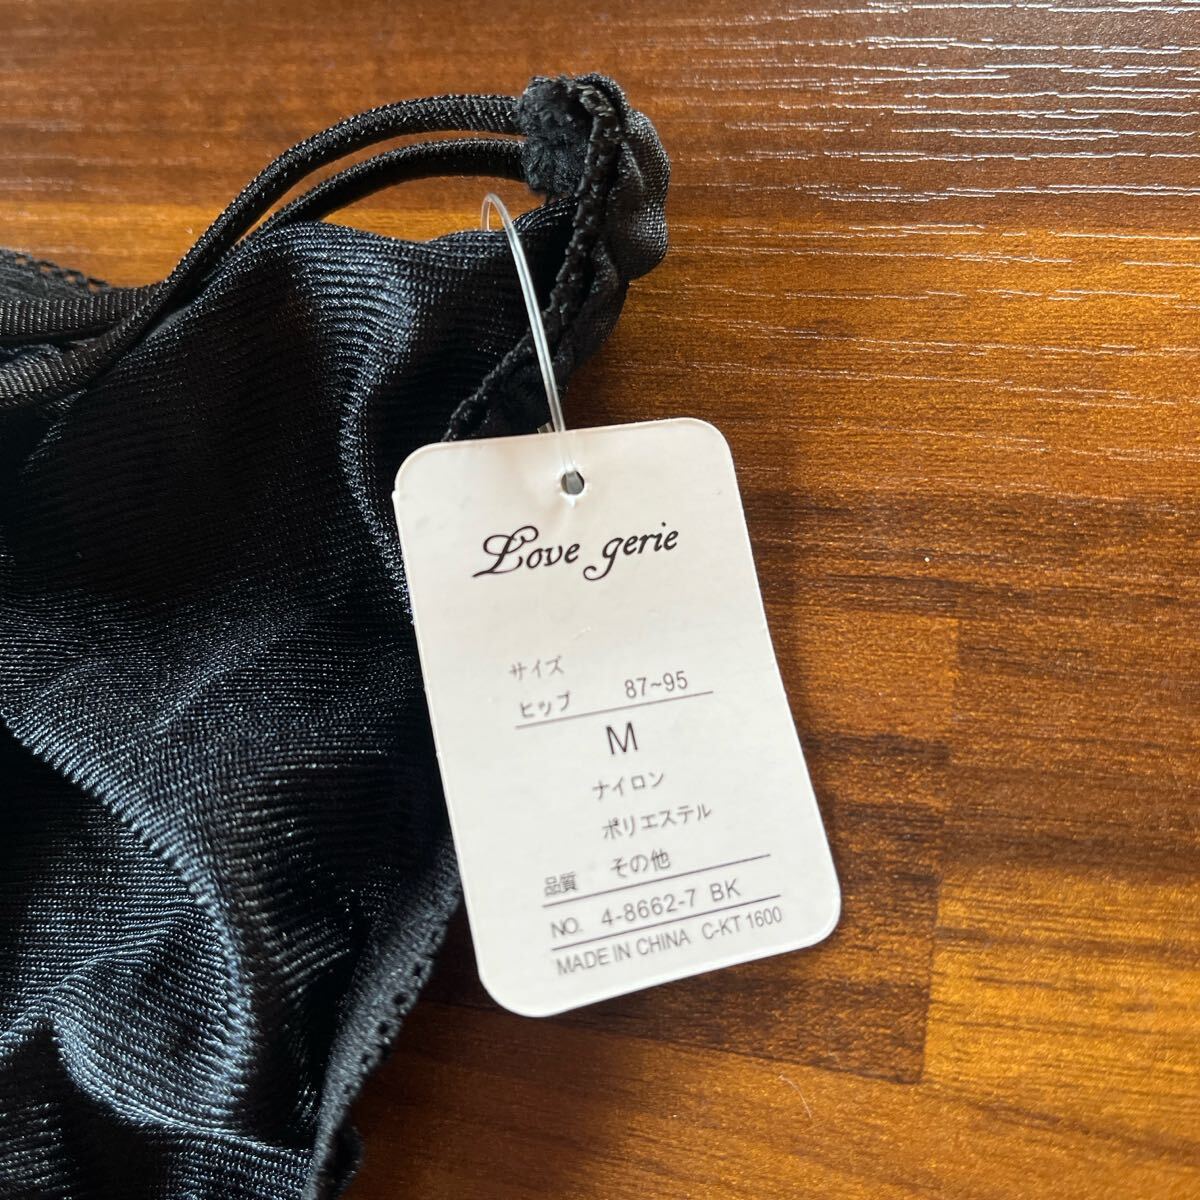 Love gerie
サイズ
ヒップ 87~95
M
ナイロン
ポリエステル
品質 その他
NO. 4-8662-7 BK
MADE IN CHINA C-KT 1600